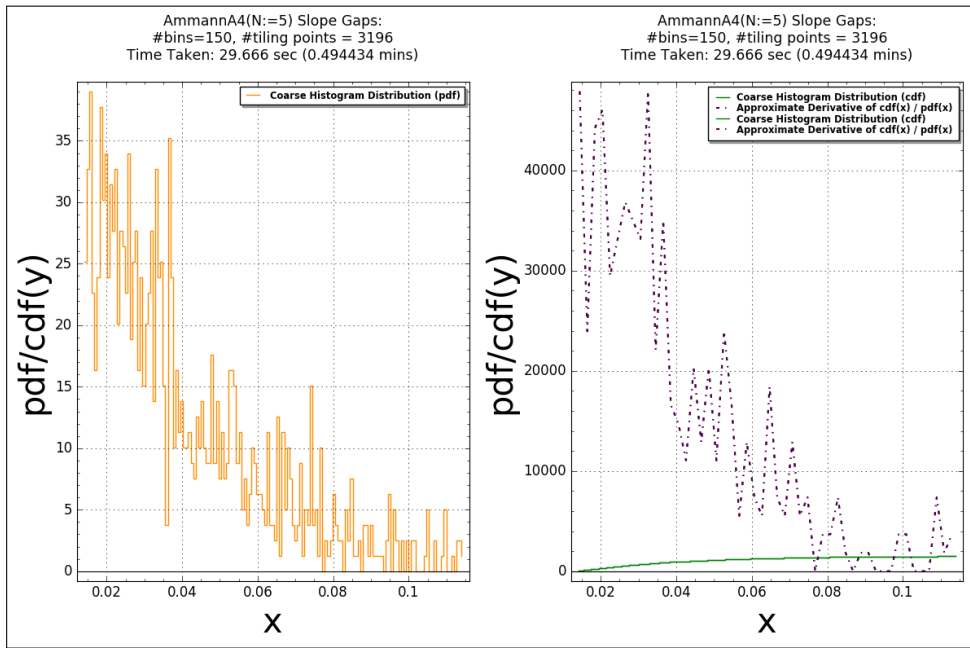 AmmannA4(N:=5) Slope Gaps:
#bins=150, #tiling points = 3196
Time Taken: 29.666 sec (0.494434 mins)
Coarse Histogram Distribution (pdf)
pdf/cdf(y)
35
30
25
20
15
10
5
0
0.02 0.04 0.06 0.08 0.1
x
AmmannA4(N:=5) Slope Gaps:
#bins=150, #tiling points = 3196
Time Taken: 29.666 sec (0.494434 mins)
Coarse Histogram Distribution (cdf)
Approximate Derivative of cdf(x) / pdf(x)
Coarse Histogram Distribution (cdf)
Approximate Derivative of cdf(x) / pdf(x)
pdf/cdf(y)
40000
30000
20000
10000
0
0.02 0.04 0.06 0.08 0.1
x